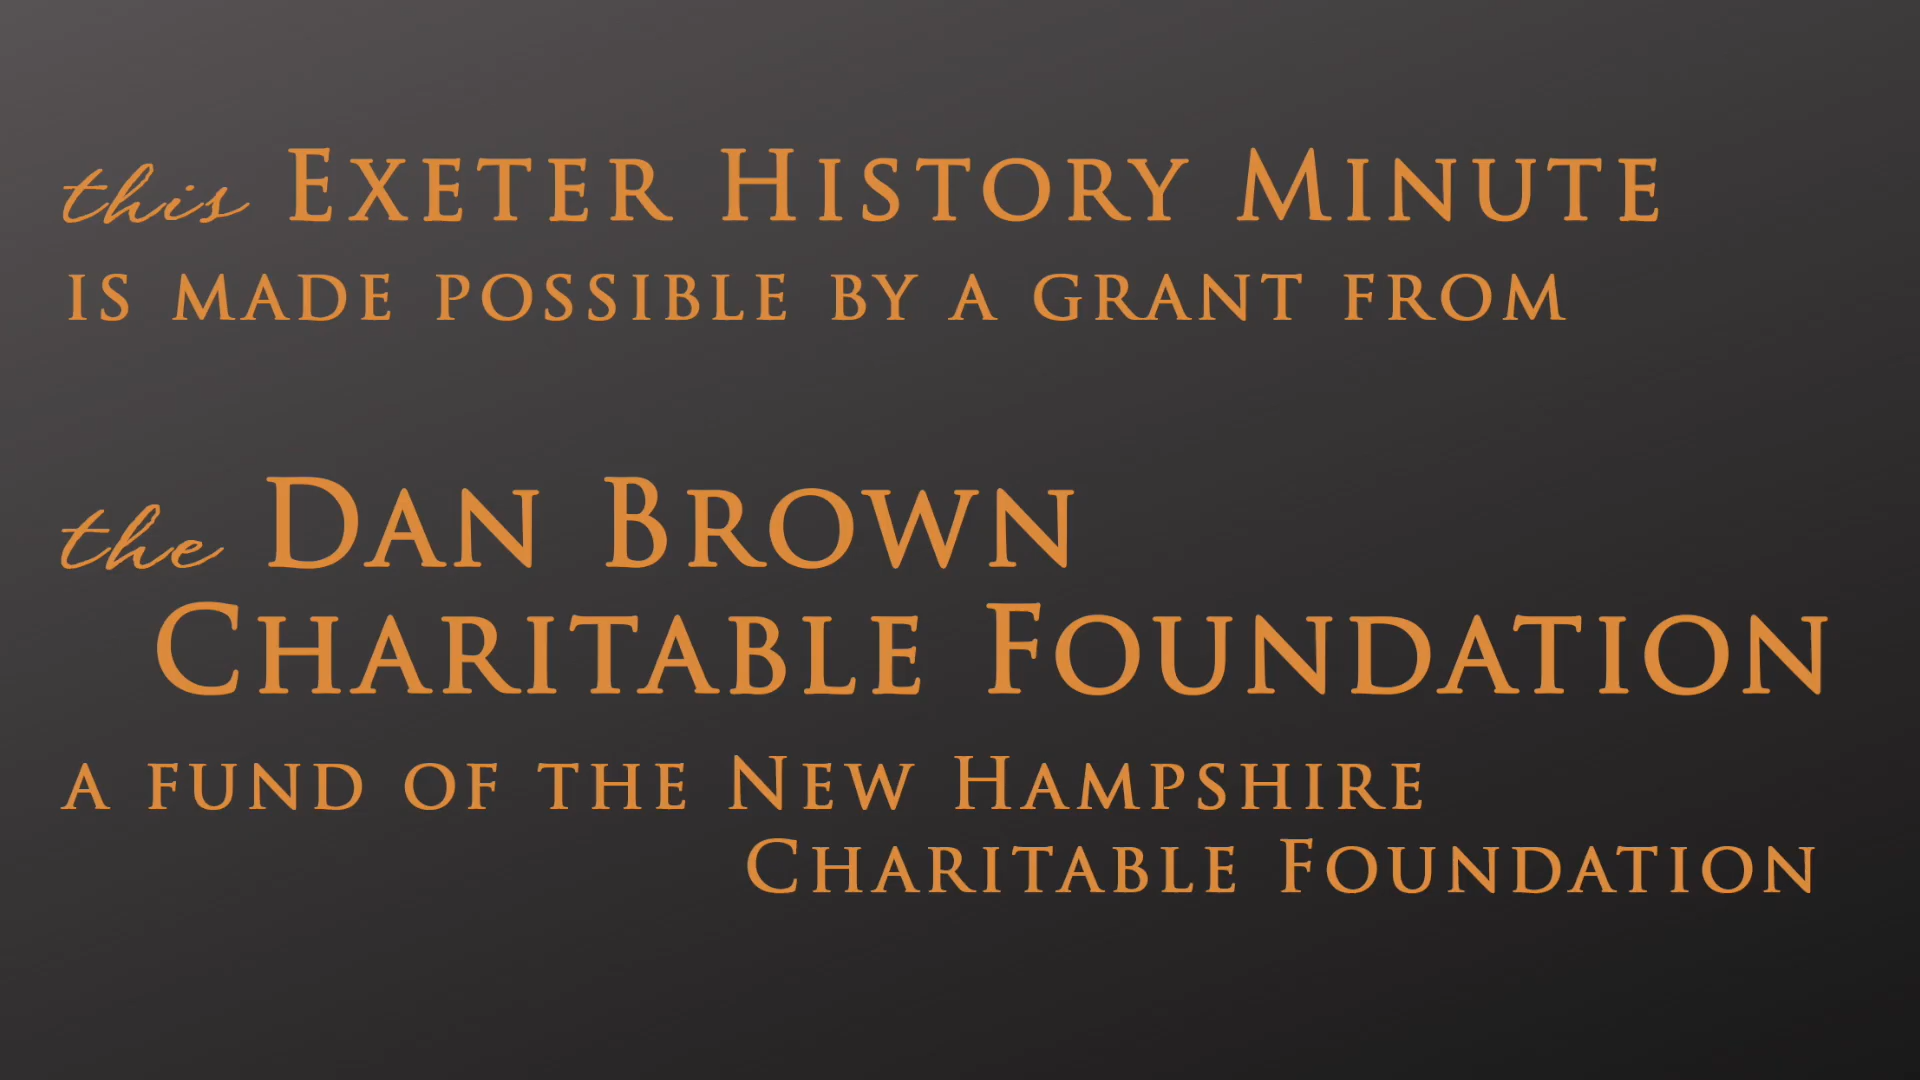 this Exeter History Minute
is made possible by a grant from
the Dan Brown
Charitable Foundation
a fund of the New Hampshire
Charitable Foundation